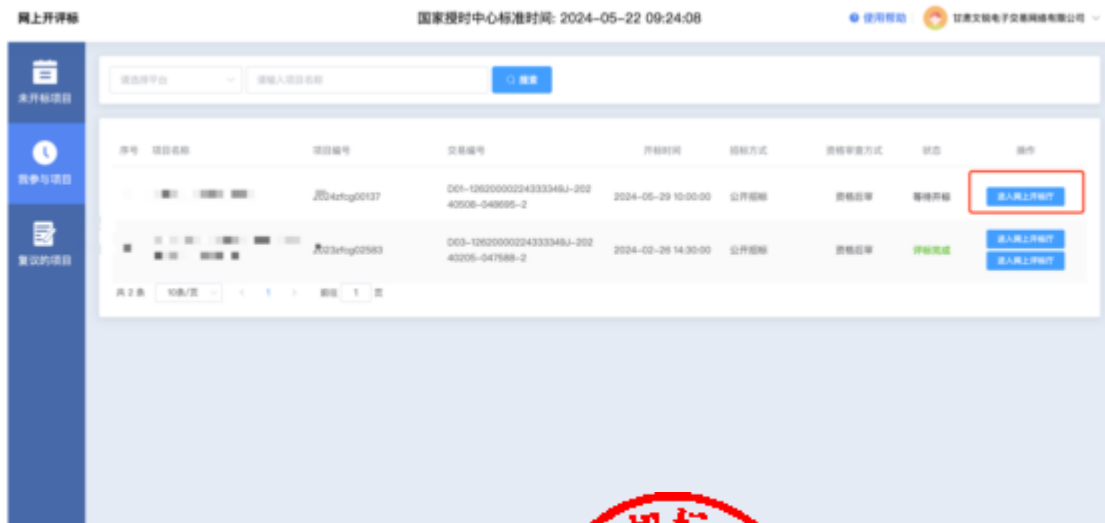 网上开评标
国家授时中心标准时间: 2024-05-22 09:24:08
使用帮助
甘肃文锐电子交易网络有限公司
未开标项目
我参与项目
复议的项目
请选择平台
请输入项目名称
搜索
序号 项目名称 项目编号 交易编号 开标时间 招标方式 资格审查方式 状态 操作
2024zfcg00137
D01-12620000224333349J-202
40508-048695-2
2024-05-29 10:00:00 公开招标 资格后审 等待开标 进入网上开标厅
2023zfcg02583
D03-12620000224333349J-202
40205-047588-2
2024-02-26 14:30:00 公开招标 资格后审 评标完成 进入网上开标厅
进入网上评标厅
共 2 条 10条/页 1 前往 1 页